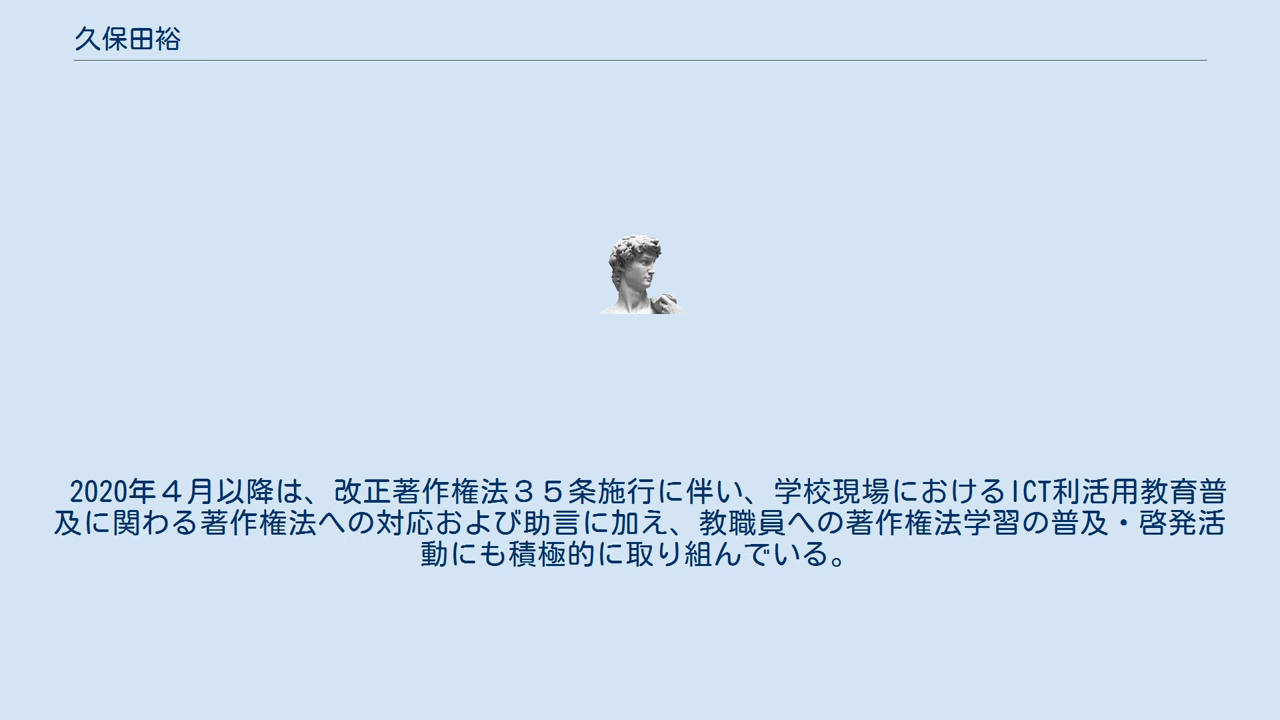 久保田裕
2020年４月以降は、改正著作権法３５条施行に伴い、学校現場におけるICT利活用教育普
及に関わる著作権法への対応および助言に加え、教職員への著作権法学習の普及・啓発活
動にも積極的に取り組んでいる。